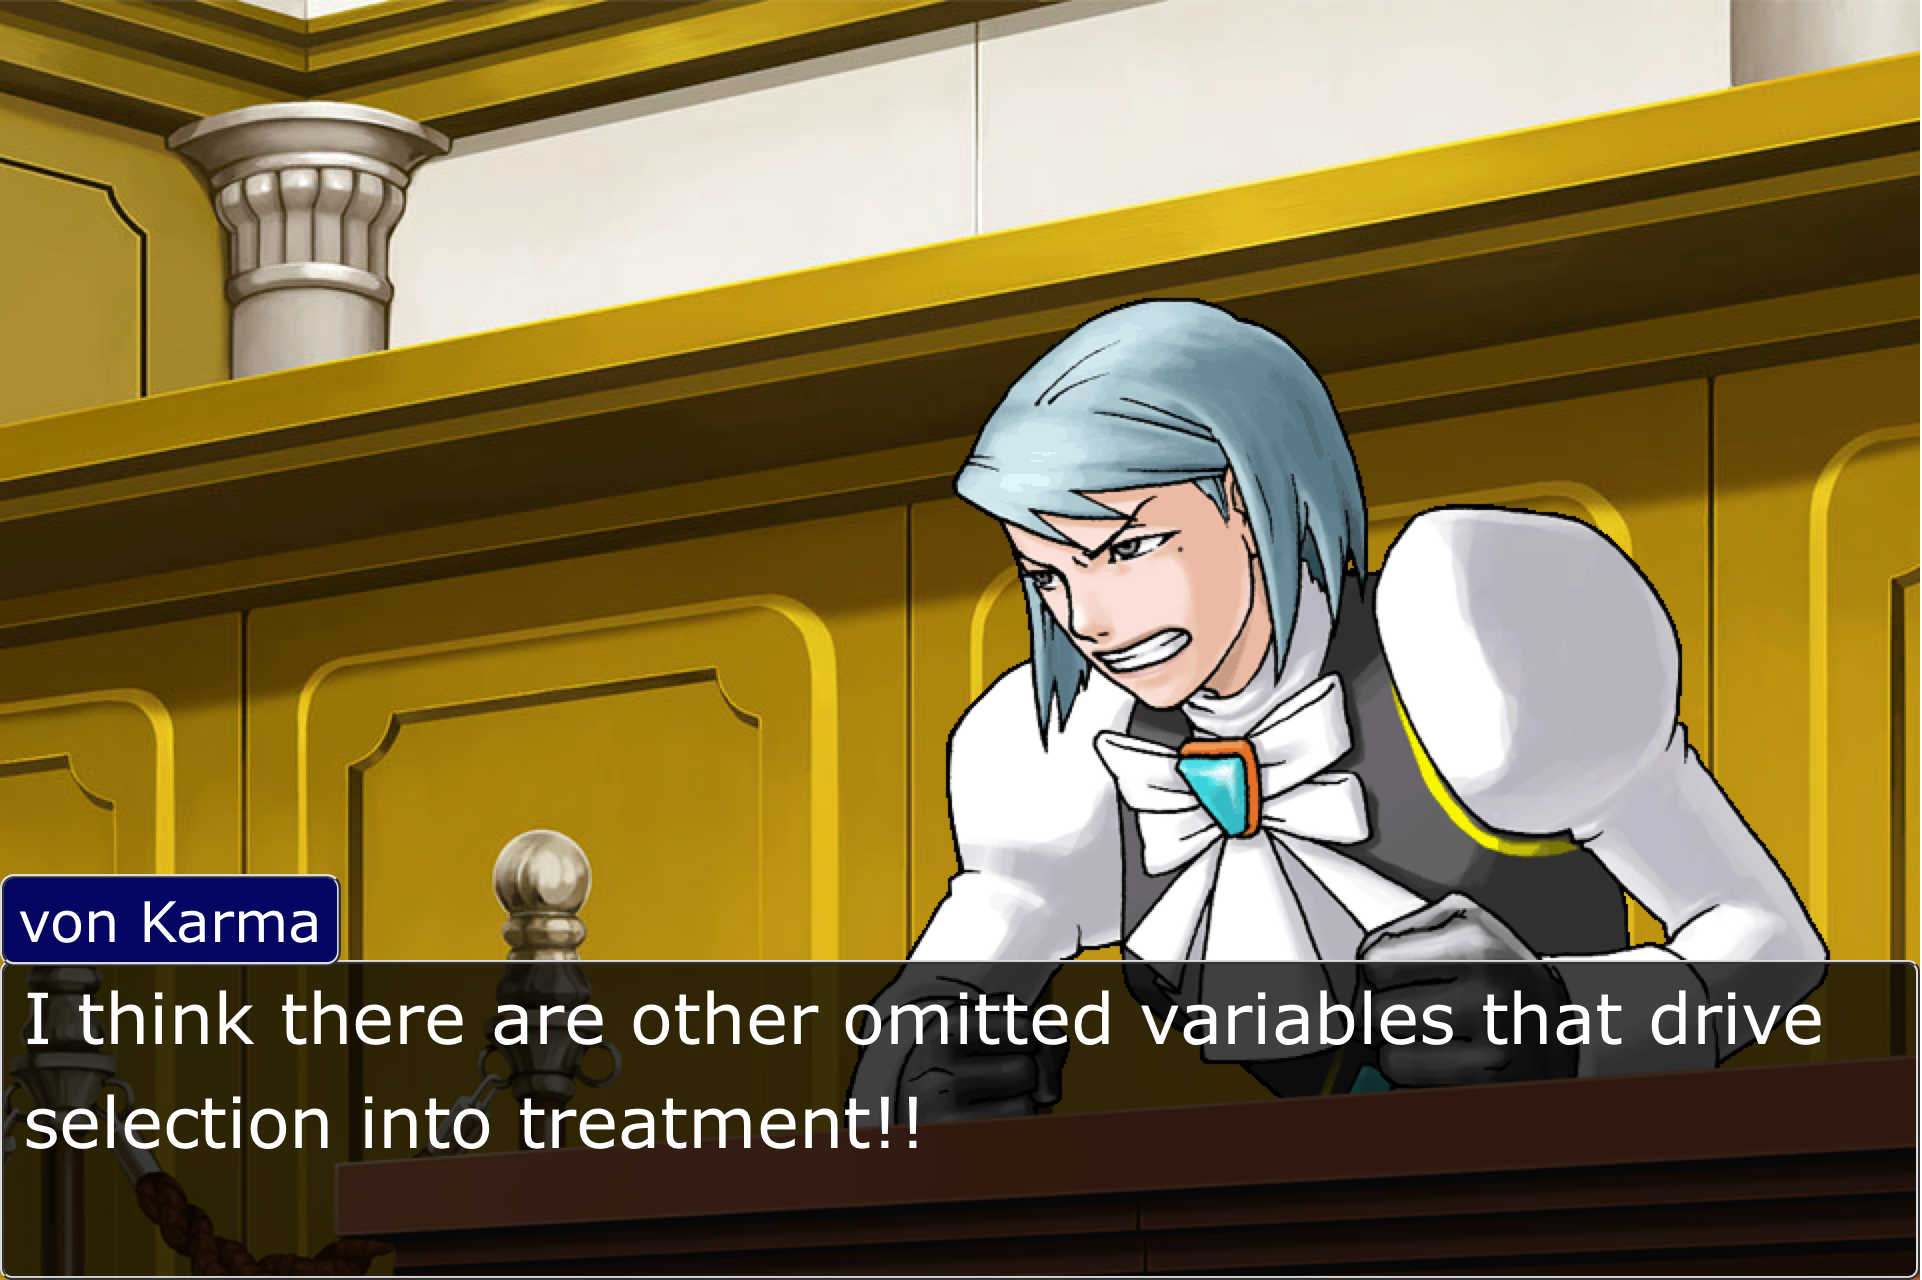 von Karma
I think there are other omitted variables that drive
selection into treatment!!